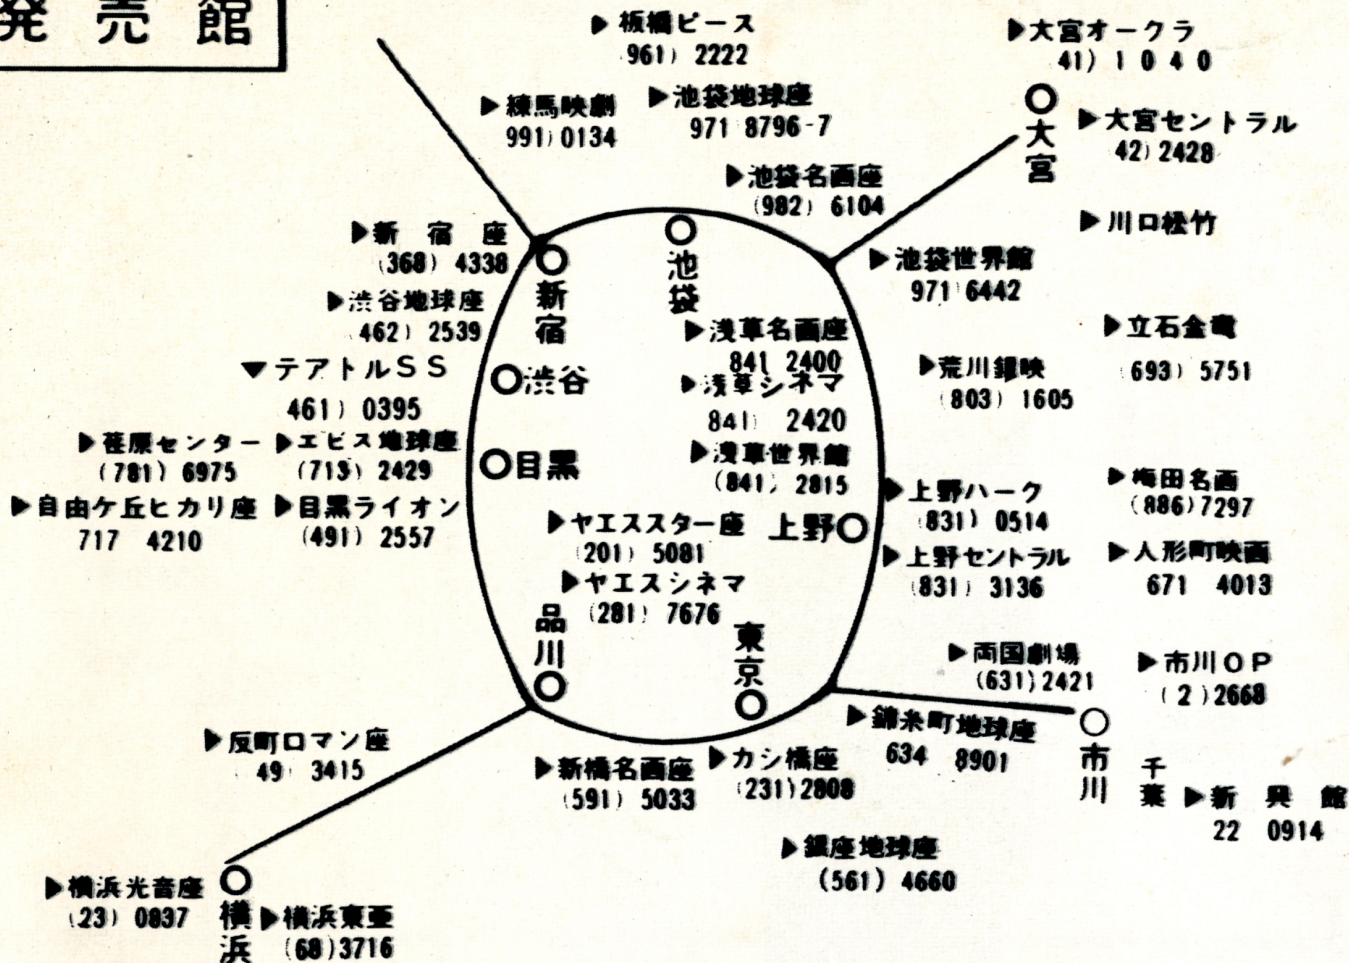 発売館
▶板橋ピース
961) 2222
▶大宮オークラ
41) 1040
▶練馬映劇
991) 0134
▶池袋地球座
971 8796-7
大宮
▶大宮セントラル
42) 2428
▶池袋名画座
(982) 6104
▶川口松竹
▶新宿座
(368) 4338
新宿
池袋
▶池袋世界館
971) 6442
▶渋谷地球座
462) 2539
▶浅草名画座
841 2400
▶立石金竜
(693) 5751
▼テアトルSS
461) 0395
渋谷
▶浅草シネマ
841) 2420
▶荒川銀映
(803) 1605
▶荏原センター
(781) 6975
▶エビス地球座
(713) 2429
目黒
▶浅草世界館
(841) 2815
▶自由ケ丘ヒカリ座
717 4210
▶目黒ライオン
(491) 2557
▶上野パーク
(831) 0514
▶梅田名画
(886) 7297
▶ヤエススター座
(201) 5081
上野
▶ヤエスシネマ
(281) 7676
▶上野セントラル
(831) 3136
▶人形町映画
671 4013
品川
東京
▶両国劇場
(631) 2421
▶市川OP
(2) 2668
▶反町ロマン座
49) 3415
▶新橋名画座
(591) 5033
▶カシ橋座
(231) 2808
▶錦糸町地球座
634 8901
市川
千葉
▶新興館
22 0914
▶銀座地球座
(561) 4660
▶横浜光音座
(23) 0837
横浜
▶横浜東亜
(68) 3716